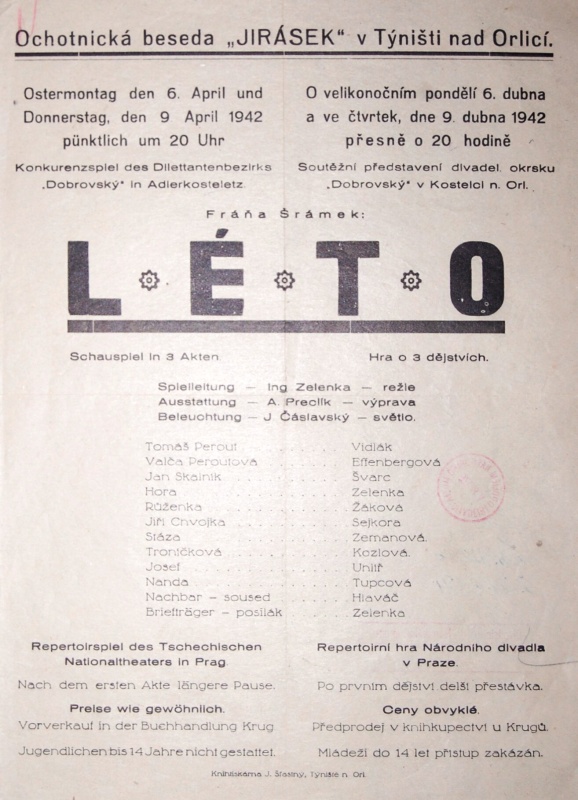 Ochotnická beseda „JIRÁSEK“ v Týništi nad Orlicí.
Ostermontag den 6. April und
Donnerstag, den 9 April 1942
pünktlich um 20 Uhr
Konkurenzspiel des Dilettantenbezirks
„Dobrovský“ in Adlerkosteletz.
O velikonočním pondělí 6. dubna
a ve čtvrtek, dne 9. dubna 1942
přesně o 20 hodině
Soutěžní představení divadel. okrsku
„Dobrovský“ v Kostelci n. Orl.
Fráňa Šrámek:
LÉTO
Schauspiel in 3 Akten.
Hra o 3 dějstvích.
Spielleitung – Ing Zelenka – režie
Ausstattung – A. Preclík – výprava
Beleuchtung – J. Čáslavský – světlo.
Tomáš Perout . . . . . . Vidlák
Valča Peroutová . . . . . . Effenbergová
Jan Skalník . . . . . . Švarc
Hora . . . . . . Zelenka
Růženka . . . . . . Žáková
Jiří Chvojka . . . . . . Sejkora
Stáza . . . . . . Zemanová
Troníčková . . . . . . Kozlová
Josef . . . . . . Unitř
Nanda . . . . . . Tupcová
Nachbar – soused . . . . . . Hlaváč
Briefträger – poslák . . . . . . Zelenka
Repertoirspiel des Tschechischen
Nationaltheaters in Prag.
Nach dem ersten Akte längere Pause.
Preise wie gewöhnlich.
Vorverkauf in der Buchhandlung Krug
Jugendlichen bis 14 Jahre nicht gestattet.
Repertoirní hra Národního divadla
v Praze.
Po prvním dějství delší přestávka.
Ceny obvyklé.
Předprodej v knihkupectví u Krugů.
Mládeži do 14 let přístup zakázán.
Knihtiskárna J. Šťastný, Týniště n. Orl.